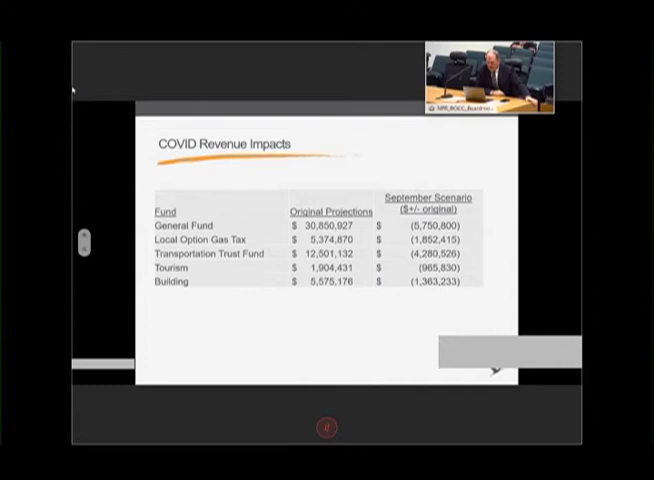 COVID Revenue Impacts
September Scenario
Fund Original Projections ($+/- original)
General Fund $ 30,850,927 $ (5,750,800)
Local Option Gas Tax $ 5,374,870 $ (1,852,415)
Transportation Trust Fund $ 12,501,132 $ (4,280,526)
Tourism $ 1,904,431 $ (965,830)
Building $ 5,575,176 $ (1,363,233)